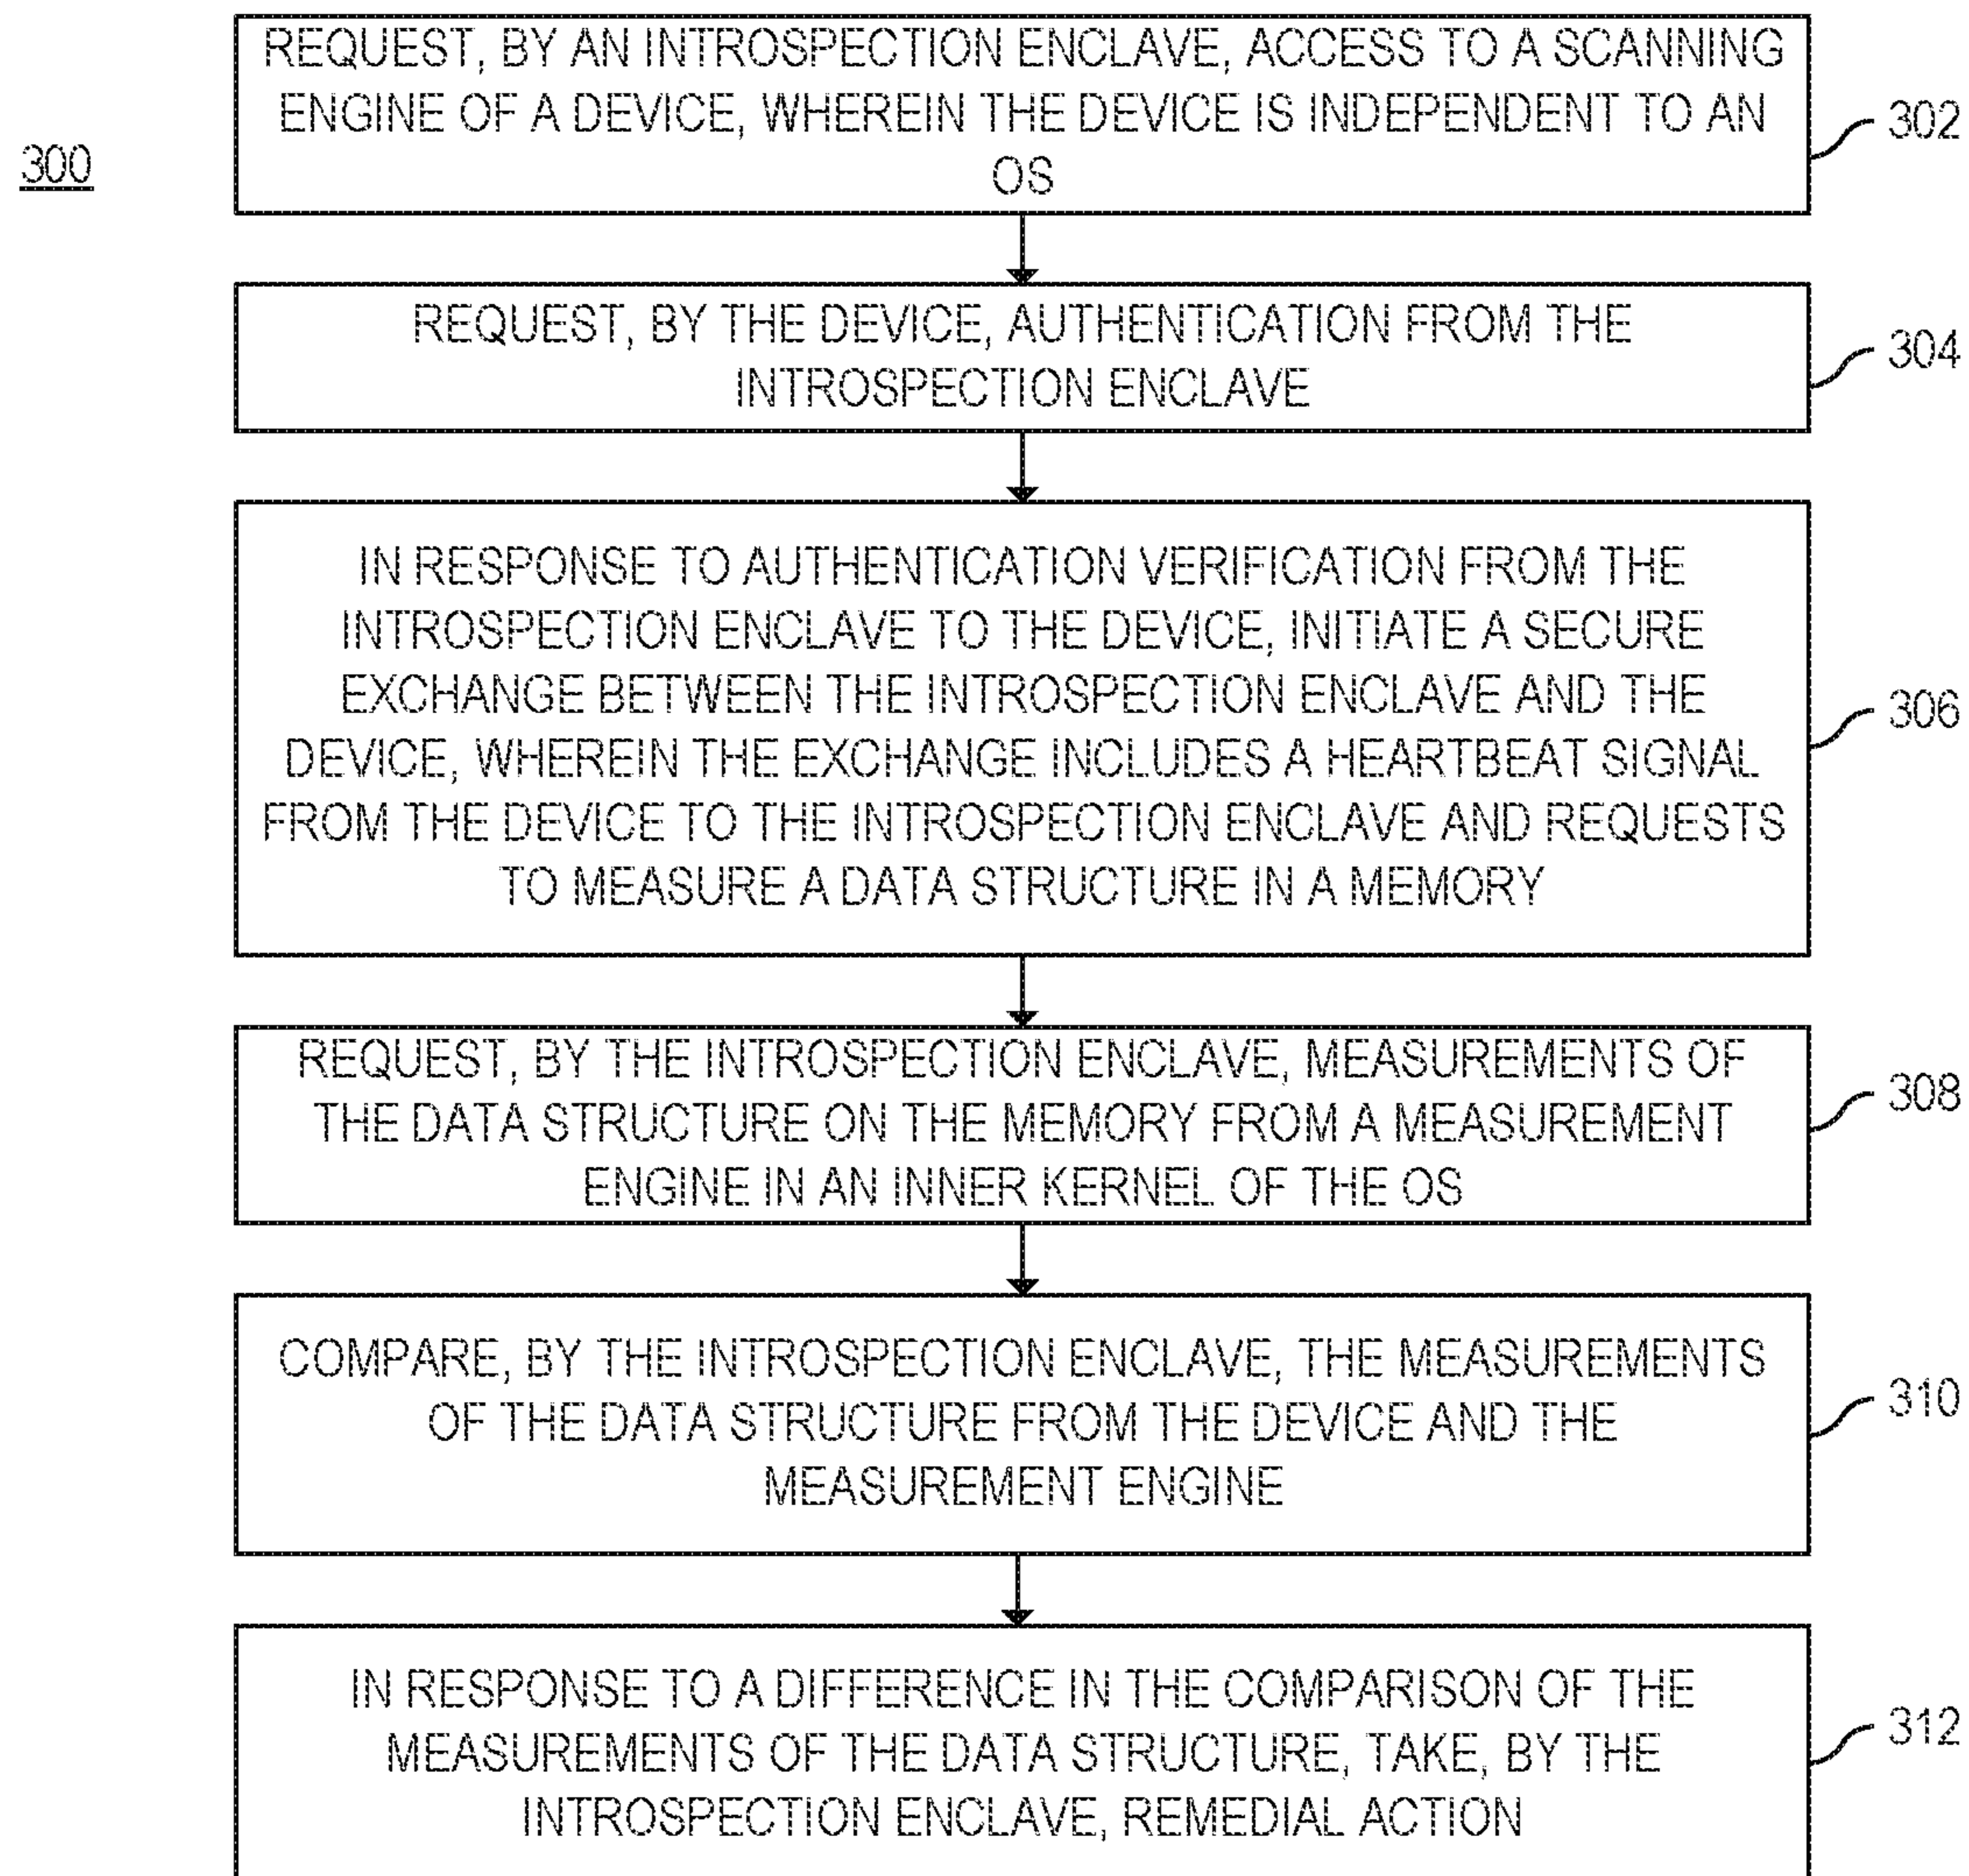 300
REQUEST, BY AN INTROSPECTION ENCLAVE, ACCESS TO A SCANNING
ENGINE OF A DEVICE, WHEREIN THE DEVICE IS INDEPENDENT TO AN
OS
302
REQUEST, BY THE DEVICE, AUTHENTICATION FROM THE
INTROSPECTION ENCLAVE
304
IN RESPONSE TO AUTHENTICATION VERIFICATION FROM THE
INTROSPECTION ENCLAVE TO THE DEVICE, INITIATE A SECURE
EXCHANGE BETWEEN THE INTROSPECTION ENCLAVE AND THE
DEVICE, WHEREIN THE EXCHANGE INCLUDES A HEARTBEAT SIGNAL
FROM THE DEVICE TO THE INTROSPECTION ENCLAVE AND REQUESTS
TO MEASURE A DATA STRUCTURE IN A MEMORY
306
REQUEST, BY THE INTROSPECTION ENCLAVE, MEASUREMENTS OF
THE DATA STRUCTURE ON THE MEMORY FROM A MEASUREMENT
ENGINE IN AN INNER KERNEL OF THE OS
308
COMPARE, BY THE INTROSPECTION ENCLAVE, THE MEASUREMENTS
OF THE DATA STRUCTURE FROM THE DEVICE AND THE
MEASUREMENT ENGINE
310
IN RESPONSE TO A DIFFERENCE IN THE COMPARISON OF THE
MEASUREMENTS OF THE DATA STRUCTURE, TAKE, BY THE
INTROSPECTION ENCLAVE, REMEDIAL ACTION
312